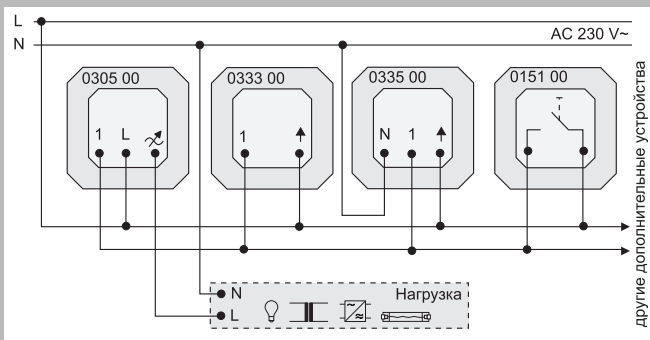 L
N
AC 230 V~
0305 00
0333 00
0335 00
0151 00
1 L
1
N 1
другие дополнительные устройства
N
Нагрузка
L